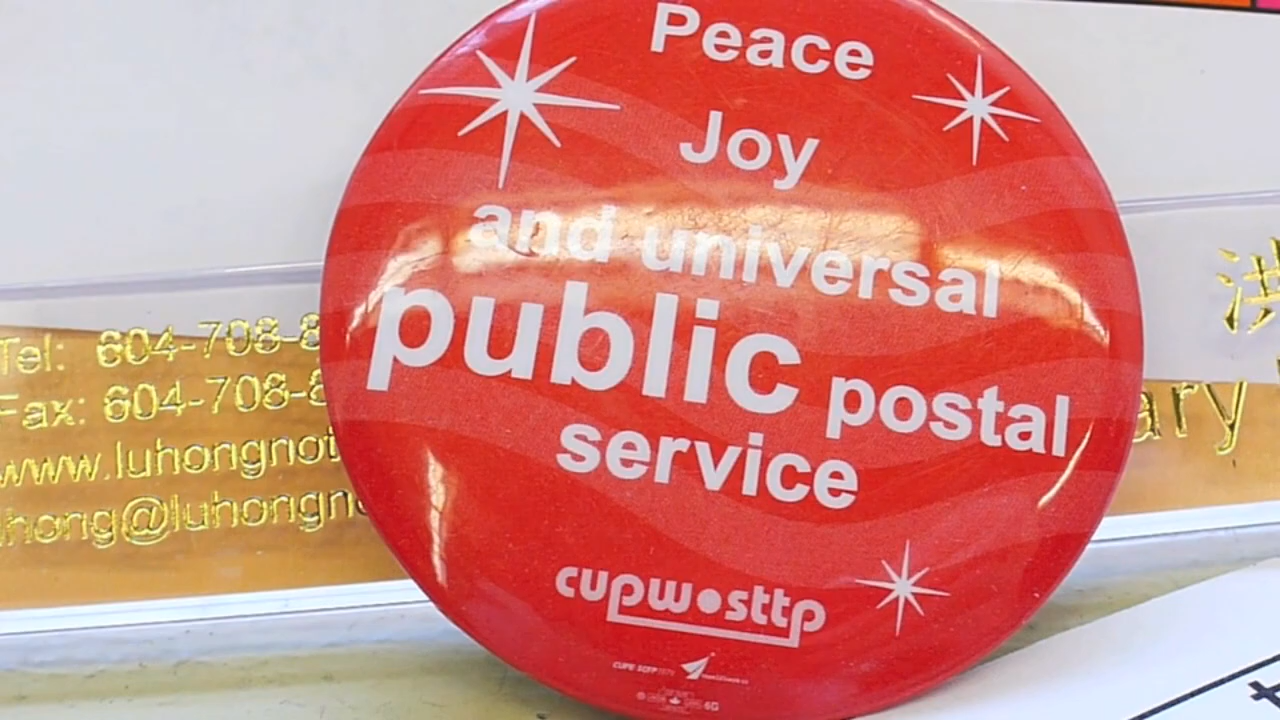 Peace
Joy
and universal
public postal
service
cupw•sttp
Tel: 604-708-8
Fax: 604-708-8
www.luhongnot
hong@luhongn
洪
ary